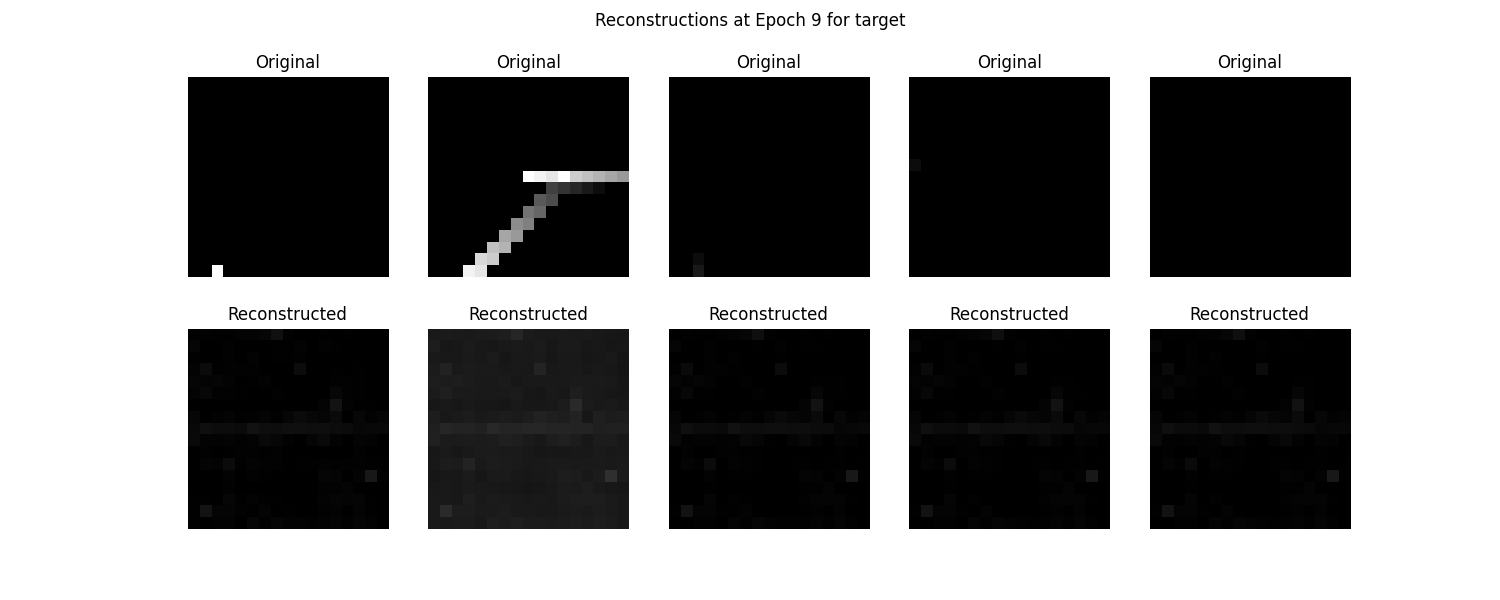 Reconstructions at Epoch 9 for target
Original Original Original Original Original
Reconstructed Reconstructed Reconstructed Reconstructed Reconstructed